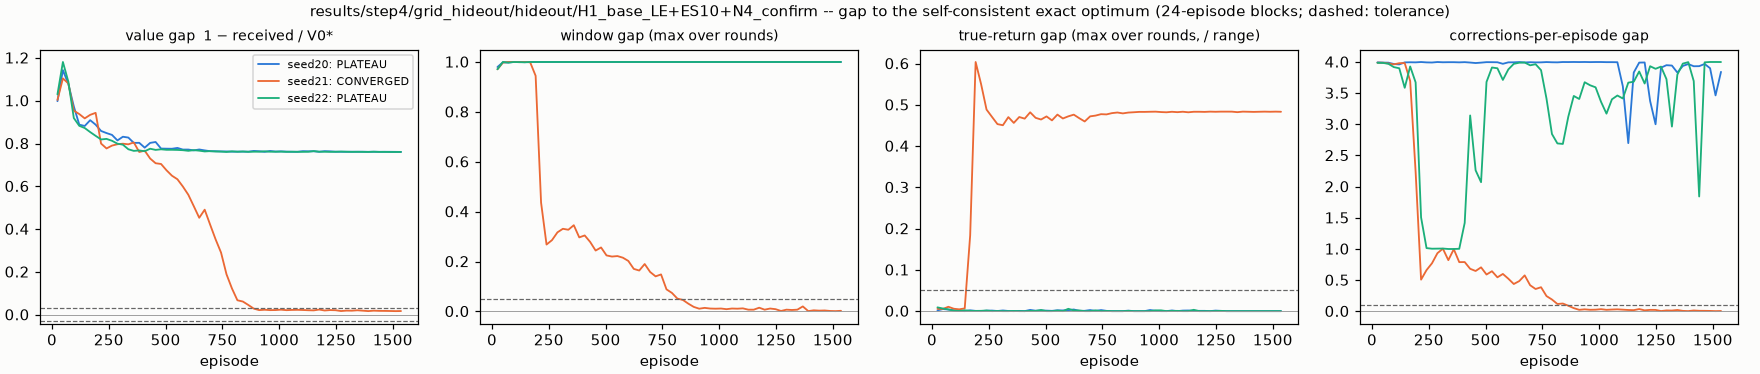 results/step4/grid_hideout/hideout/H1_base_LE+ES10+N4_confirm -- gap to the self-consistent exact optimum (24-episode blocks; dashed: tolerance)
value gap 1 − received / V0*
1.2
1.0
0.8
0.6
0.4
0.2
0.0
seed20: PLATEAU
seed21: CONVERGED
seed22: PLATEAU
0 250 500 750 1000 1250 1500
episode
window gap (max over rounds)
1.0
0.8
0.6
0.4
0.2
0.0
0 250 500 750 1000 1250 1500
episode
true-return gap (max over rounds, / range)
0.6
0.5
0.4
0.3
0.2
0.1
0.0
0 250 500 750 1000 1250 1500
episode
corrections-per-episode gap
4.0
3.5
3.0
2.5
2.0
1.5
1.0
0.5
0.0
0 250 500 750 1000 1250 1500
episode